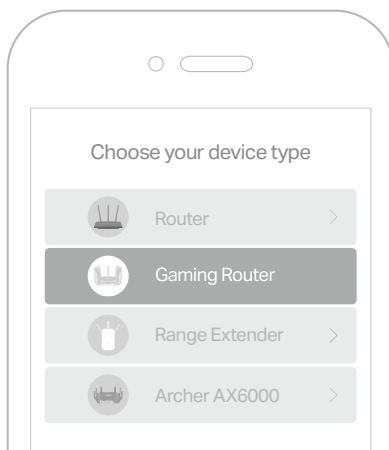 Choose your device type
Router
Gaming Router
Range Extender
Archer AX6000